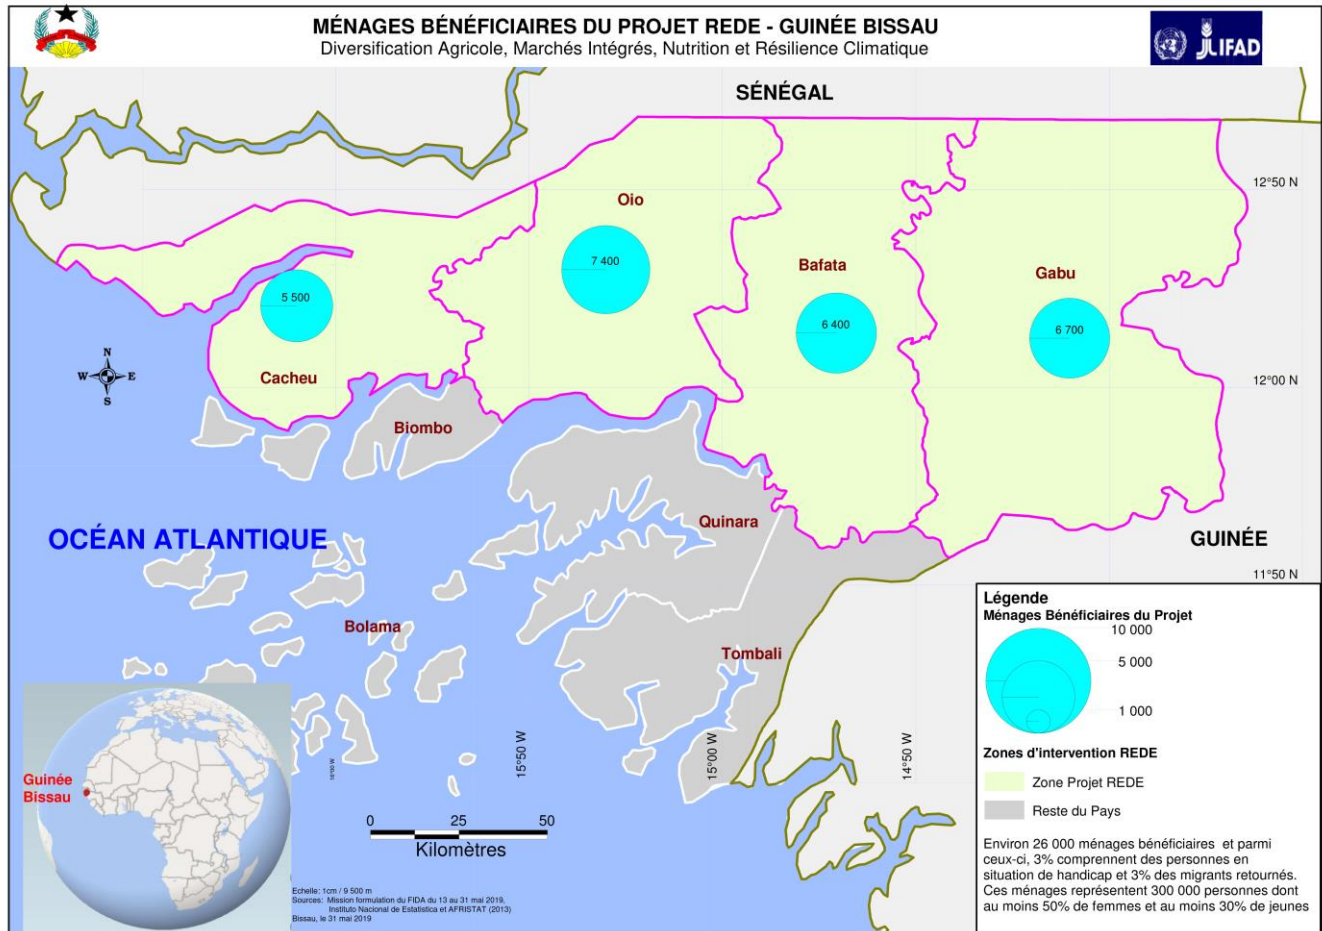 MÉNAGES BÉNÉFICIAIRES DU PROJET REDE - GUINÉE BISSAU
Diversification Agricole, Marchés Intégrés, Nutrition et Résilience Climatique
JLIFAD
SÉNÉGAL
12°50 N
Oio
7 400
Bafata
6 400
Gabu
6 700
5 500
Cacheu
N
W E
S
12°00 N
Biombo
Quinara
OCÉAN ATLANTIQUE
GUINÉE
11°50 N
Bolama
Tombali
Guinée
Bissau
15°50 W
15°00 W
14°50 W
0 25 50
Kilomètres
Echelle: 1cm / 9 500 m
Sources: Mission formulation du FIDA du 13 au 31 mai 2019,
Instituto Nacional de Estatistica et AFRISTAT (2013)
Bissau, le 31 mai 2019
Légende
Ménages Bénéficiaires du Projet
10 000
5 000
1 000
Zones d'intervention REDE
Zone Projet REDE
Reste du Pays
Environ 26 000 ménages bénéficiaires et parmi
ceux-ci, 3% comprennent des personnes en
situation de handicap et 3% des migrants retournés.
Ces ménages représentent 300 000 personnes dont
au moins 50% de femmes et au moins 30% de jeunes